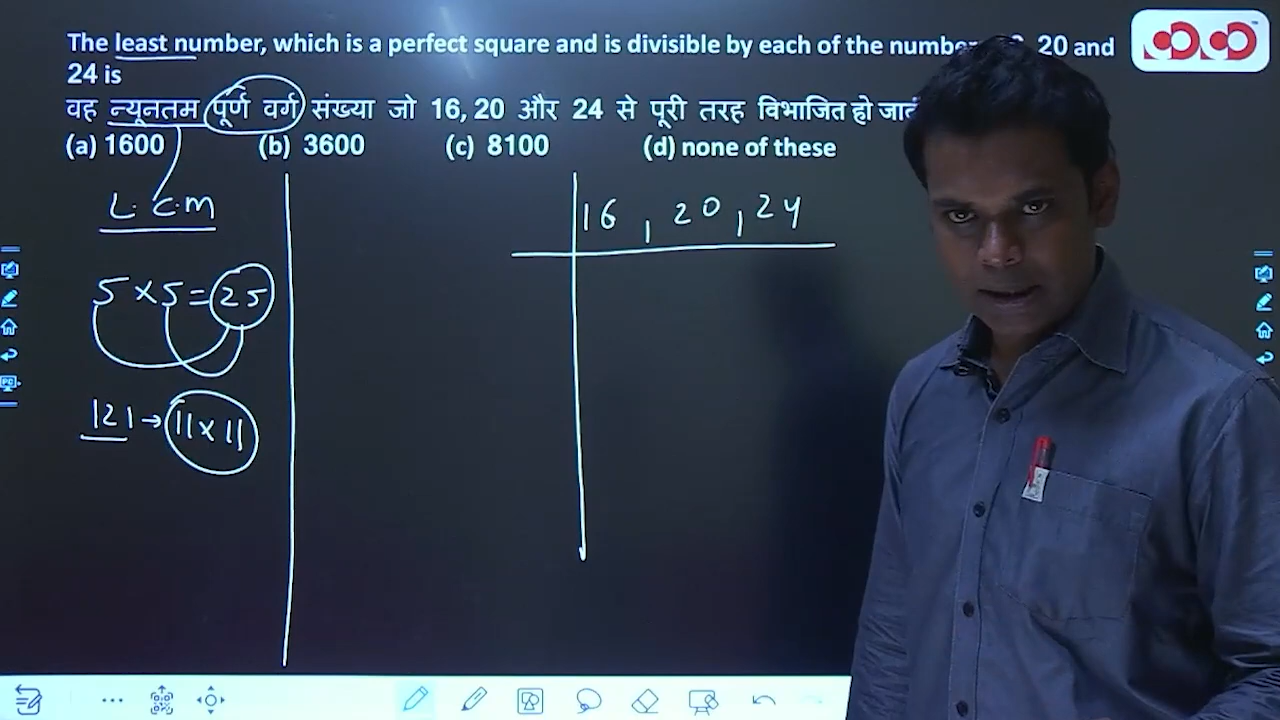 The least number, which is a perfect square and is divisible by each of the 20 and
24 is
वह न्यूनतम पूर्ण वर्ग संख्या जो 16, 20 और 24 से पूरी तरह विभाजित हो
(a) 1600 (b) 3600 (c) 8100 (d) none of these
L.C.M
16, 20, 24
5×5=25
121→11×11